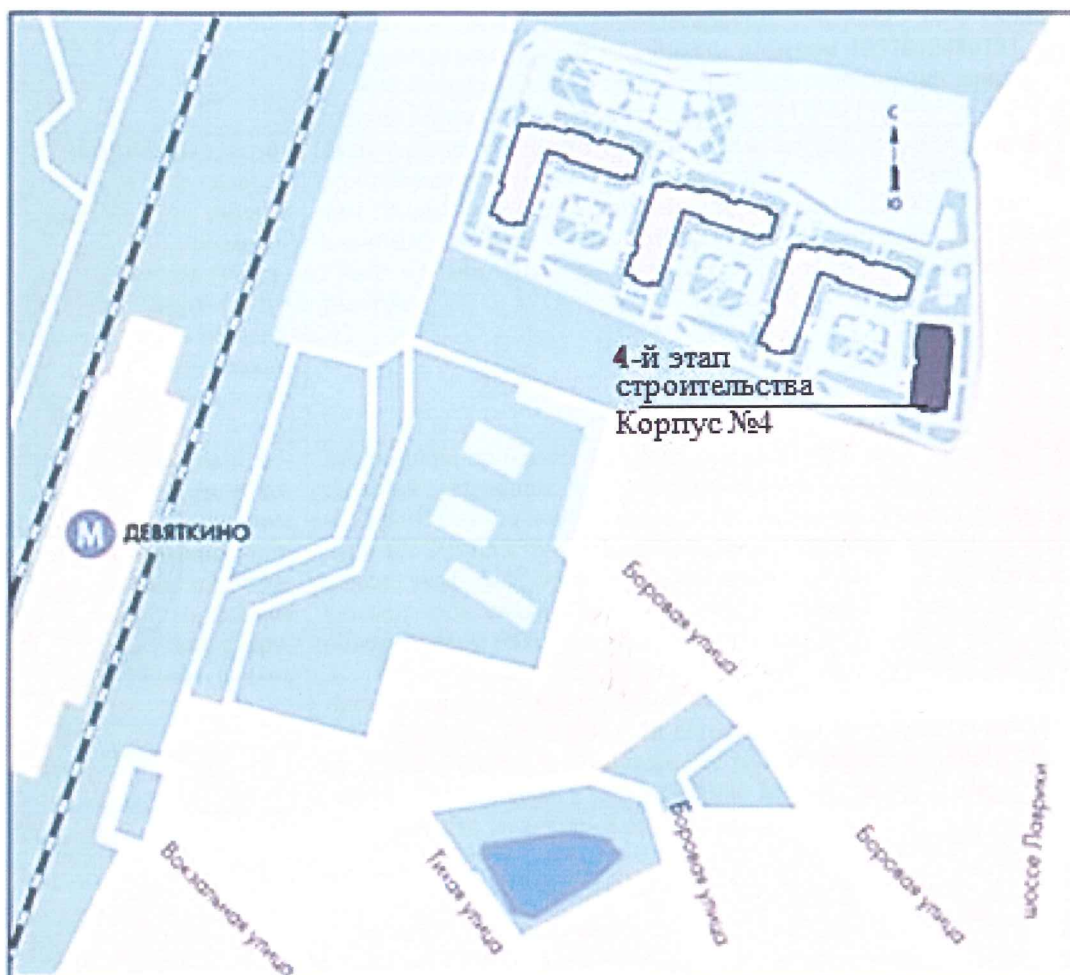 С
Ю
4-й этап
строительства
Корпус №4
М ДЕВЯТКИНО
Боровая улица
Боровая улица
Боровая улица
Тихая улица
Вокзальная улица
шоссе Лаврики